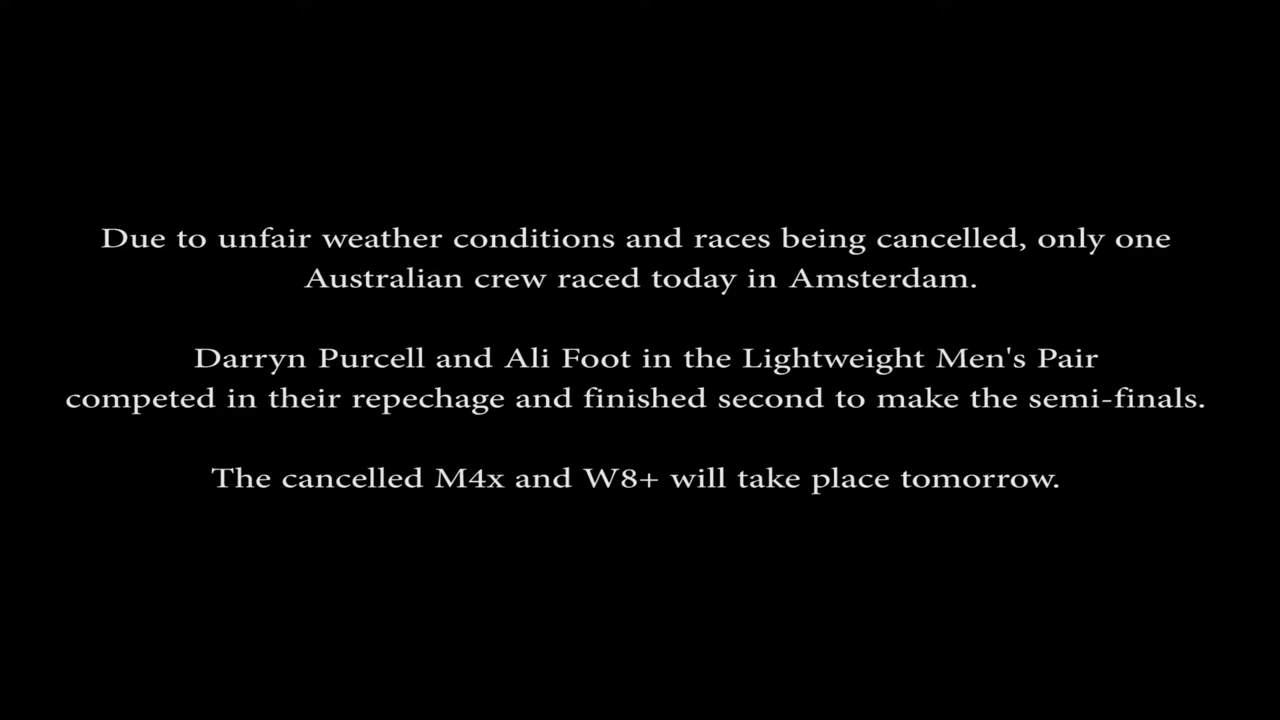 Due to unfair weather conditions and races being cancelled, only one
Australian crew raced today in Amsterdam.
Darryn Purcell and Ali Foot in the Lightweight Men's Pair
competed in their repechage and finished second to make the semi-finals.
The cancelled M4x and W8+ will take place tomorrow.